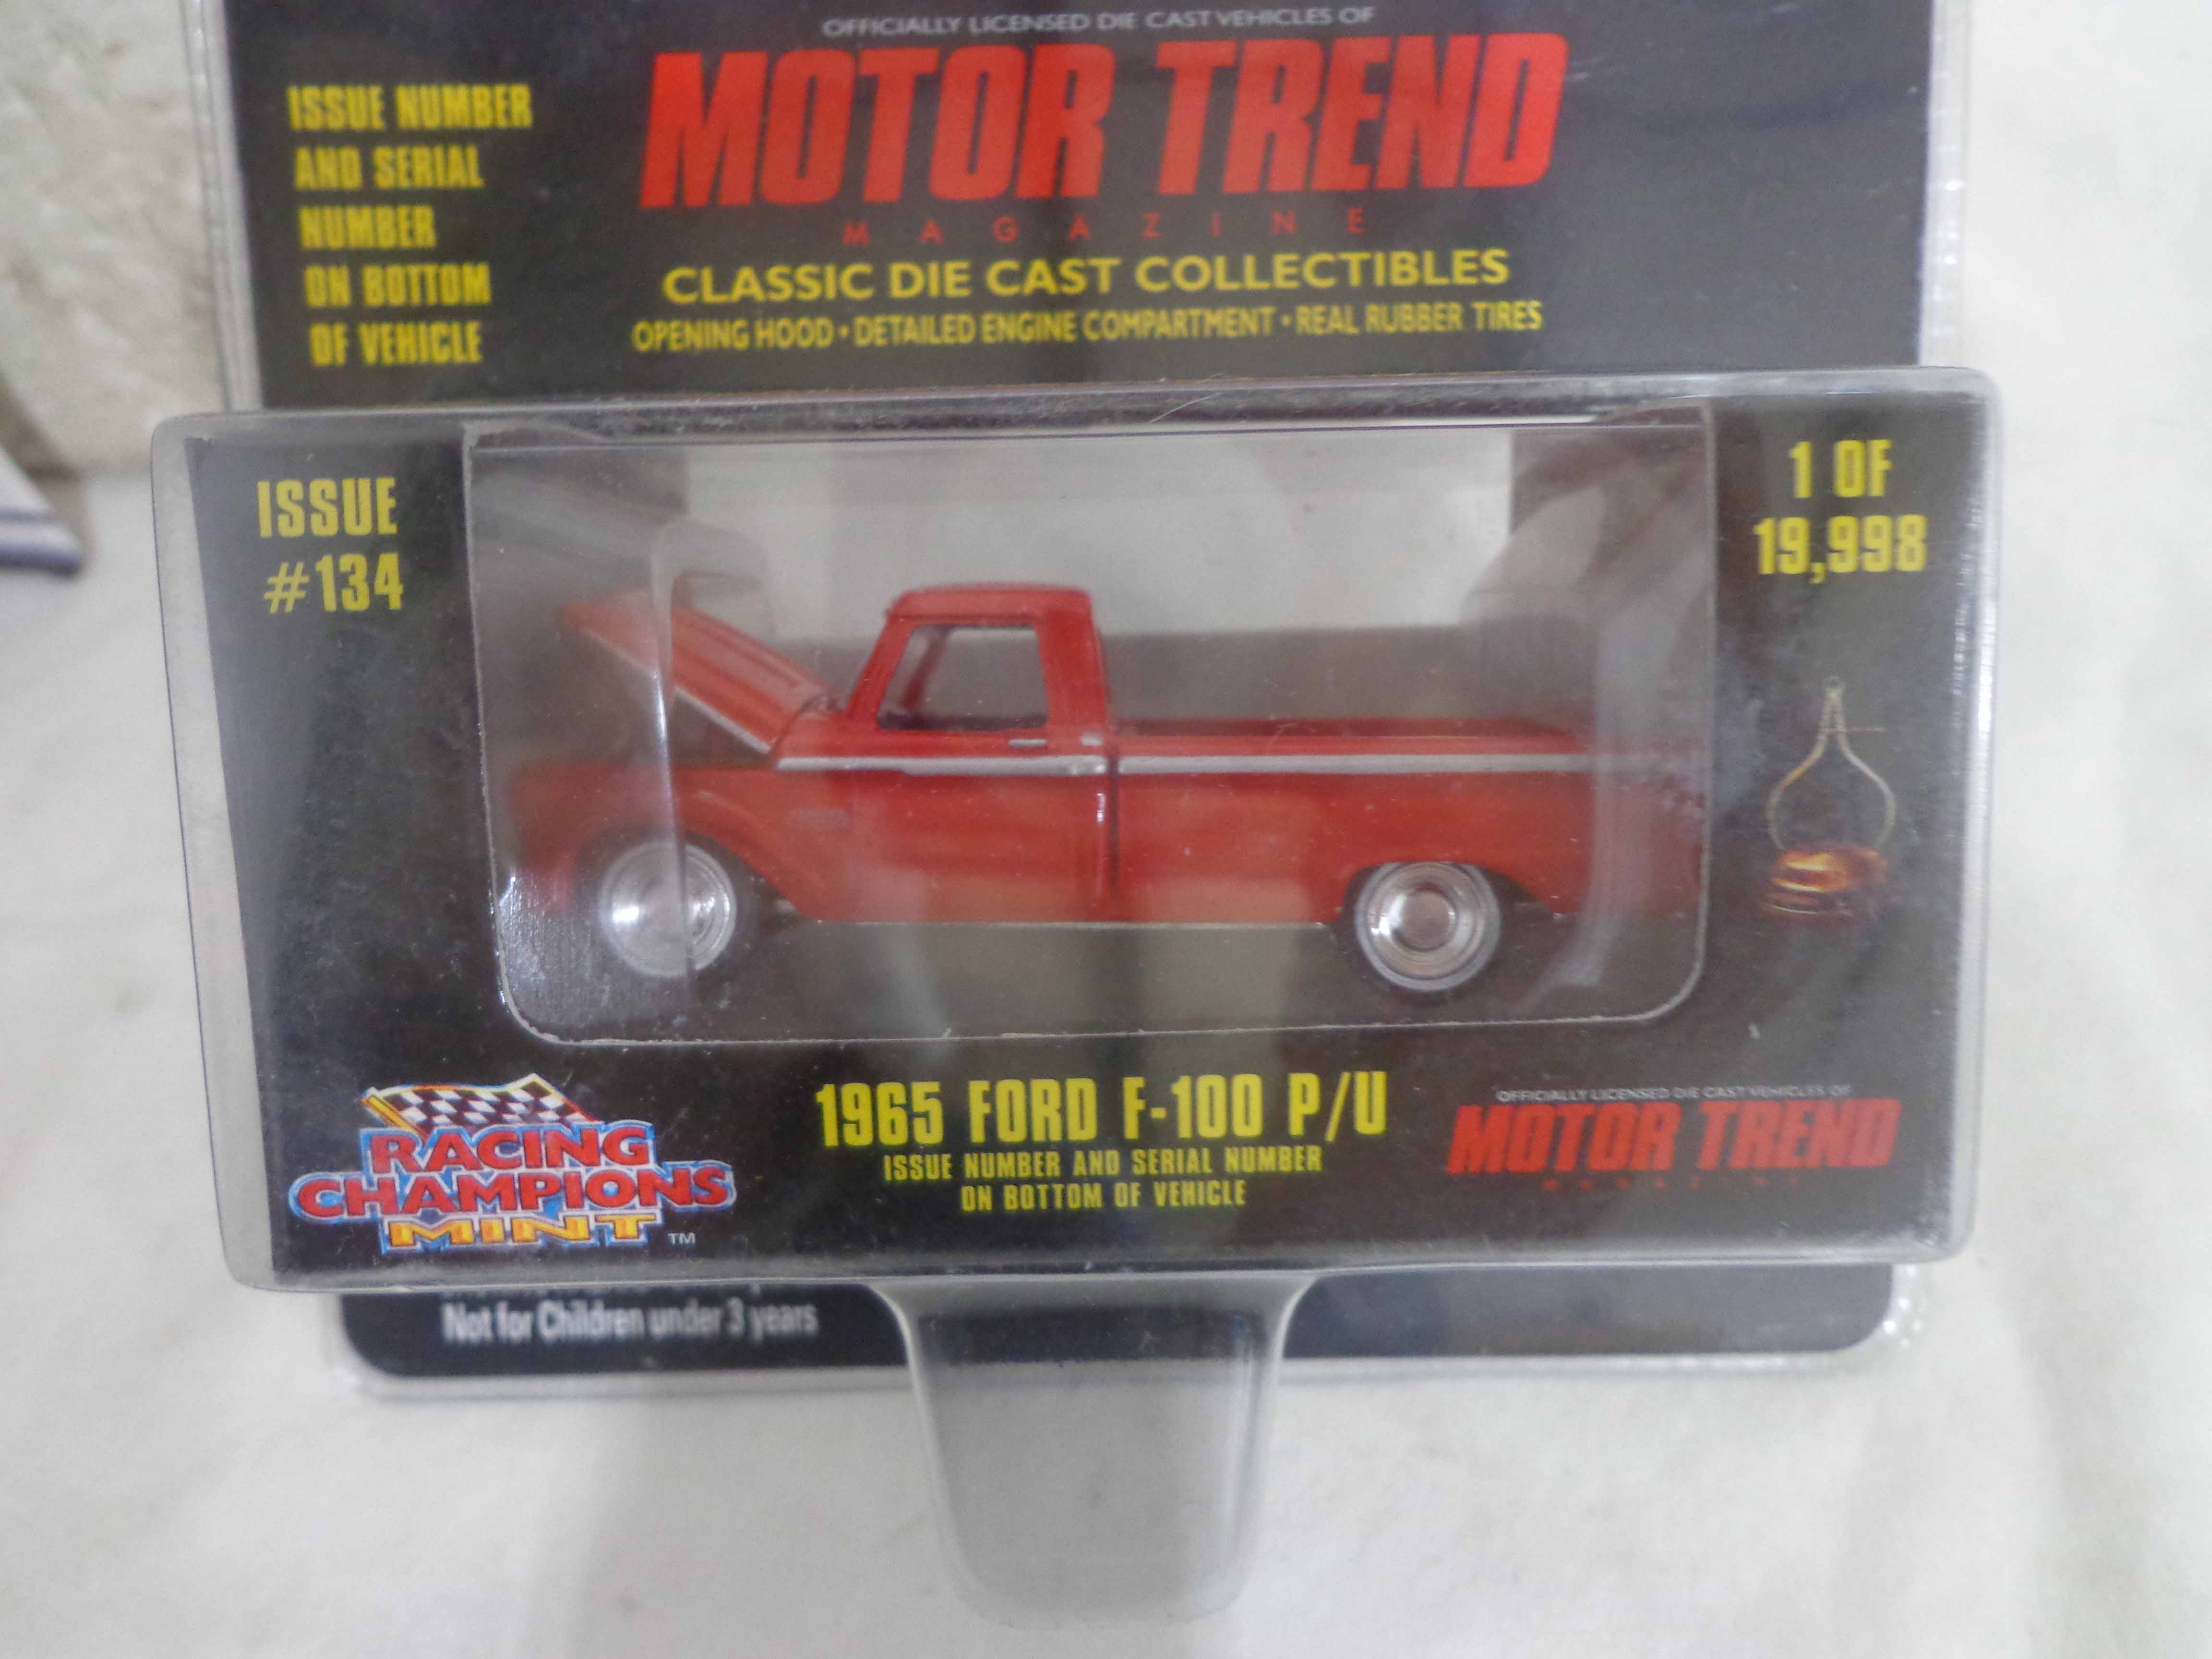 OFFICIALLY LICENSED DIE CAST VEHICLES OF
MOTOR TREND
MAGAZINE
CLASSIC DIE CAST COLLECTIBLES
OPENING HOOD • DETAILED ENGINE COMPARTMENT • REAL RUBBER TIRES
ISSUE NUMBER
AND SERIAL
NUMBER
ON BOTTOM
OF VEHICLE
ISSUE
#134
1 OF
19,998
RACING
CHAMPIONS
MINT TM
1965 FORD F-100 P/U
ISSUE NUMBER AND SERIAL NUMBER
ON BOTTOM OF VEHICLE
OFFICIALLY LICENSED DIE CAST VEHICLES OF
MOTOR TREND
MAGAZINE
Not for Children under 3 years